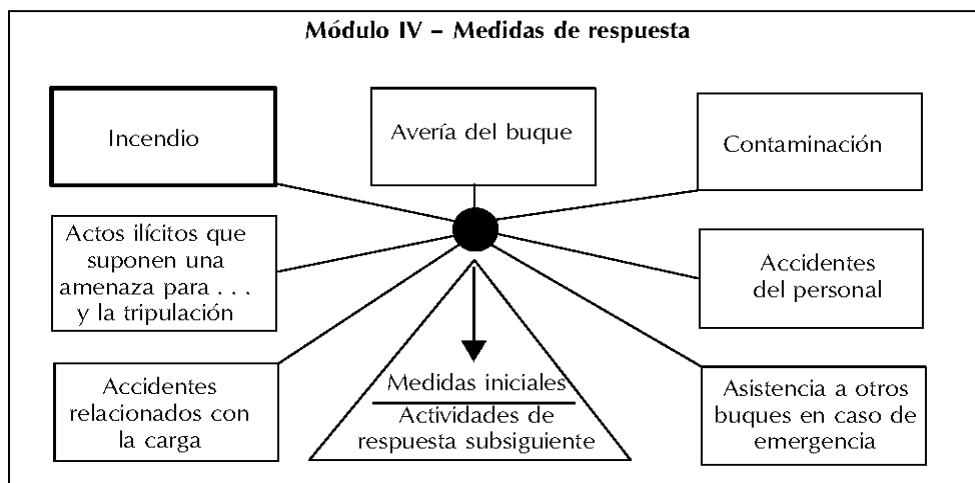 Módulo IV – Medidas de respuesta
Incendio
Avería del buque
Contaminación
Actos ilícitos que
suponen una
amenaza para . . .
y la tripulación
Accidentes
del personal
Accidentes
relacionados con
la carga
Medidas iniciales
Actividades de
respuesta subsiguiente
Asistencia a otros
buques en caso de
emergencia